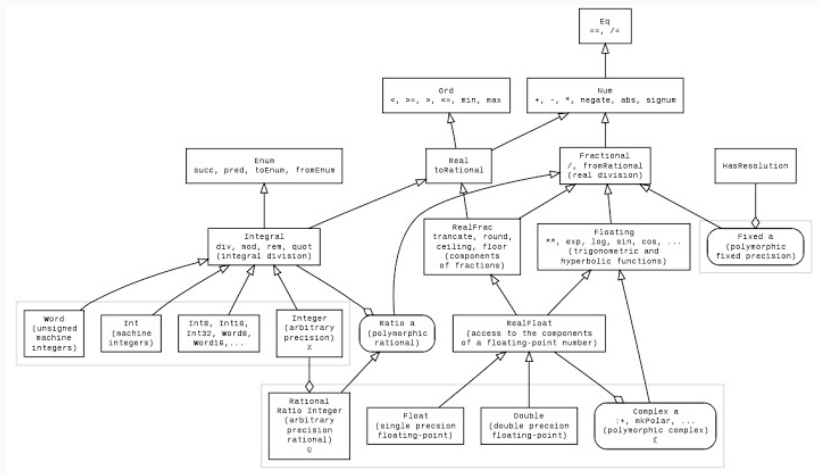 Eq
==, /=
Ord
<, >=, >, <=, min, max
Num
+, -, *, negate, abs, signum
Enum
succ, pred, toEnum, fromEnum
Real
toRational
Fractional
/, fromRational
(real division)
HasResolution
Integral
div, mod, rem, quot
(integral division)
RealFrac
trancate, round,
ceiling, floor
(components
of fractions)
Floating
**, exp, log, sin, cos, ...
(trigonometric and
hyperbolic functions)
Fixed a
(polymorphic
fixed precision)
Word
(unsigned
machine
integers)
Int
(machine
integers)
Int8, Int16,
Int32, Word8,
Word16,...
Integer
(arbitrary
precision)
ℤ
Ratio a
(polymorphic
rational)
RealFloat
(access to the components
of a floating-point number)
Rational
Ratio Integer
(arbitrary
precision
rational)
ℚ
Float
(single precsion
floating-point)
Double
(double precsion
floating-point)
Complex a
:+, mkPolar, ...
(polymorphic complex)
ℂ